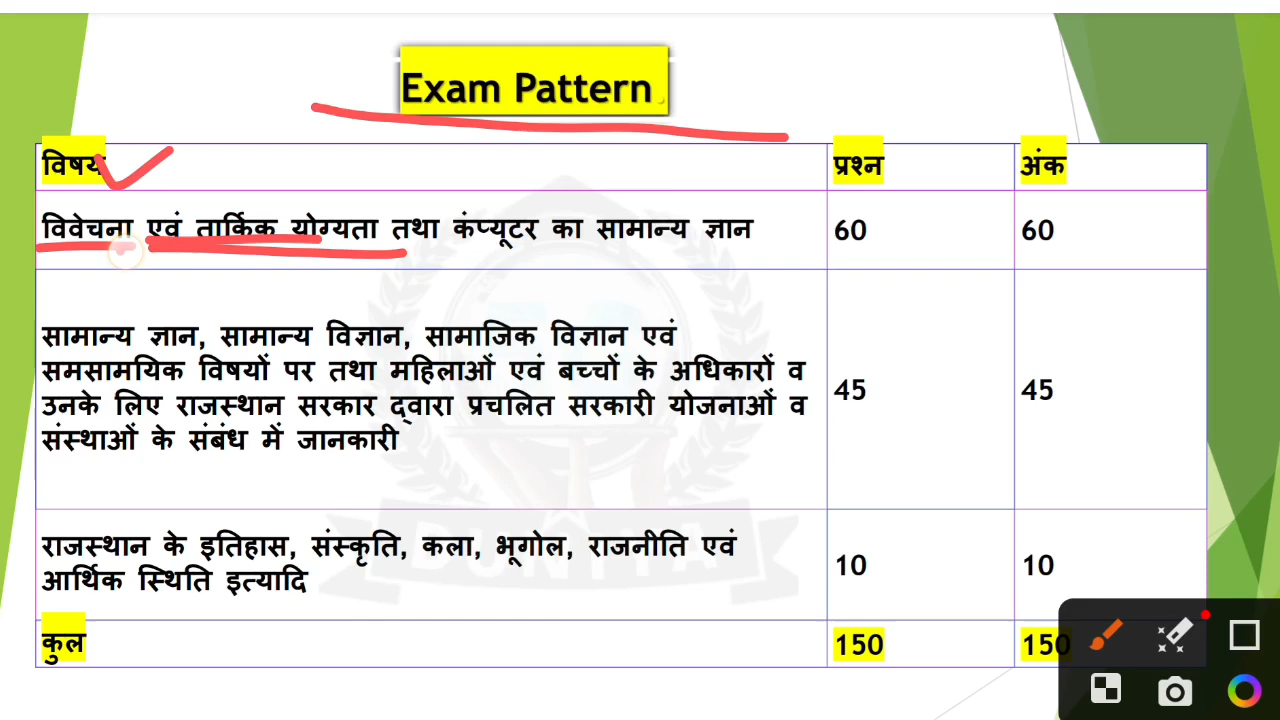 Exam Pattern
विषय प्रश्न अंक
विवेचना एवं तार्किक योग्यता तथा कंप्यूटर का सामान्य ज्ञान 60 60
सामान्य ज्ञान, सामान्य विज्ञान, सामाजिक विज्ञान एवं
समसामयिक विषयों पर तथा महिलाओं एवं बच्चों के अधिकारों व
उनके लिए राजस्थान सरकार द्वारा प्रचलित सरकारी योजनाओं व
संस्थाओं के संबंध में जानकारी 45 45
राजस्थान के इतिहास, संस्कृति, कला, भूगोल, राजनीति एवं
आर्थिक स्थिति इत्यादि 10 10
कुल 150 150
DUNIYA